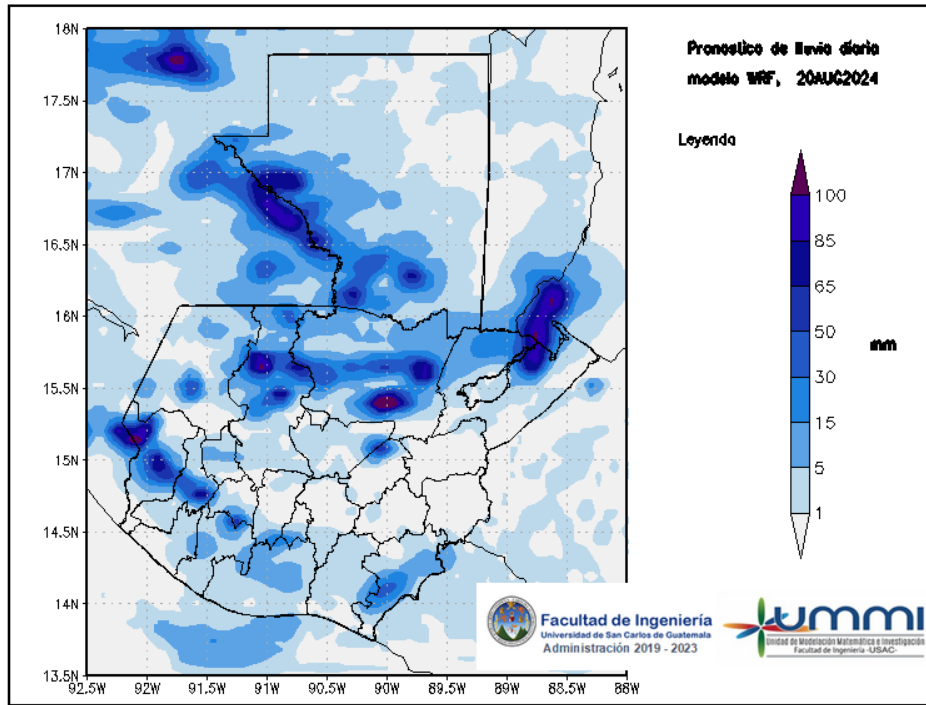 Pronostico de lluvia diaria
modelo WRF, 20AUG2024
Leyenda
100
85
65
50
30
15
5
1
mm
18N
17.5N
17N
16.5N
16N
15.5N
15N
14.5N
14N
13.5N
92.5W
92W
91.5W
91W
90.5W
90W
89.5W
89W
88.5W
88W
Facultad de Ingeniería
Universidad de San Carlos de Guatemala
Administración 2019 - 2023
UMMI
Unidad de Modelación Matemática e Investigación
Facultad de Ingeniería -USAC-